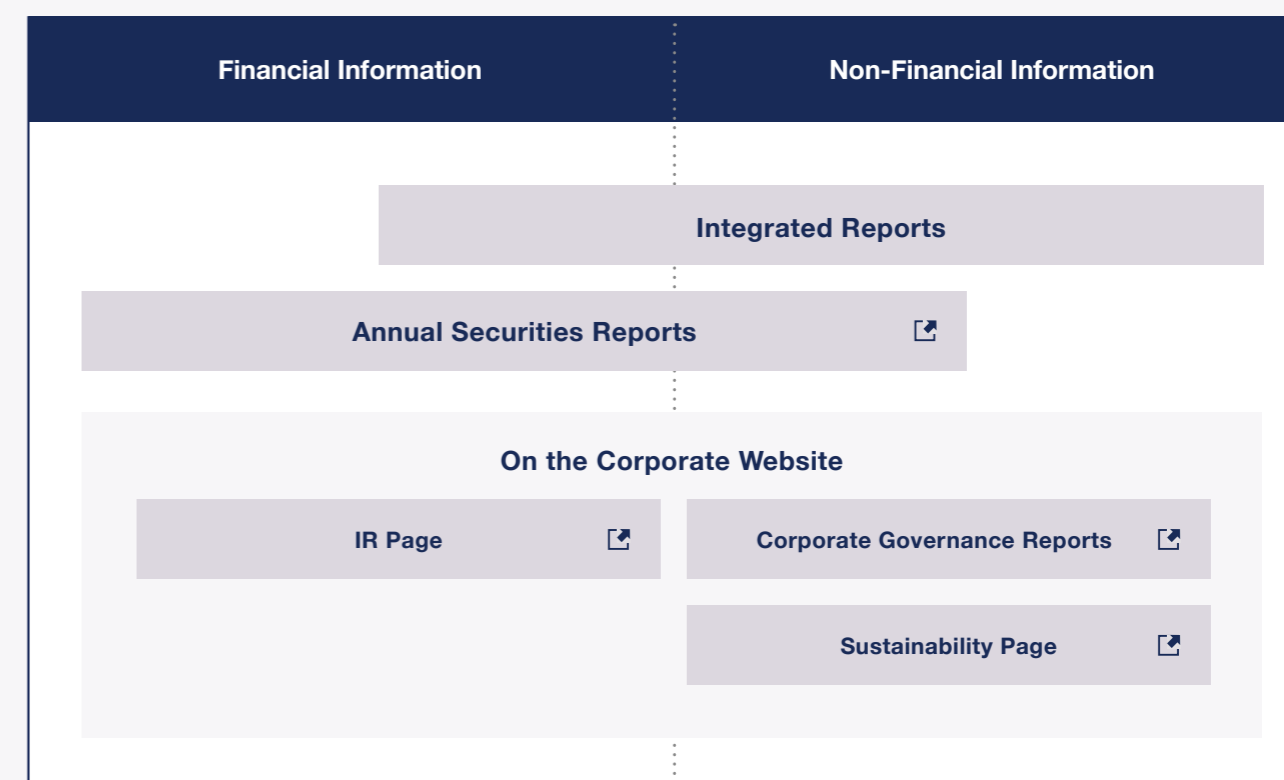 Financial Information
Non-Financial Information
Integrated Reports
Annual Securities Reports
On the Corporate Website
IR Page
Corporate Governance Reports
Sustainability Page